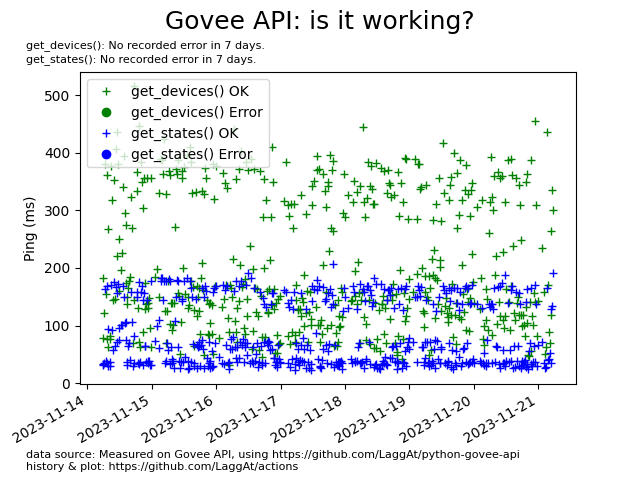 Govee API: is it working?
get_devices(): No recorded error in 7 days.
get_states(): No recorded error in 7 days.
get_devices() OK
get_devices() Error
get_states() OK
get_states() Error
Ping (ms)
500
400
300
200
100
0
2023-11-14
2023-11-15
2023-11-16
2023-11-17
2023-11-18
2023-11-19
2023-11-20
2023-11-21
data source: Measured on Govee API, using https://github.com/LaggAt/python-govee-api
history & plot: https://github.com/LaggAt/actions